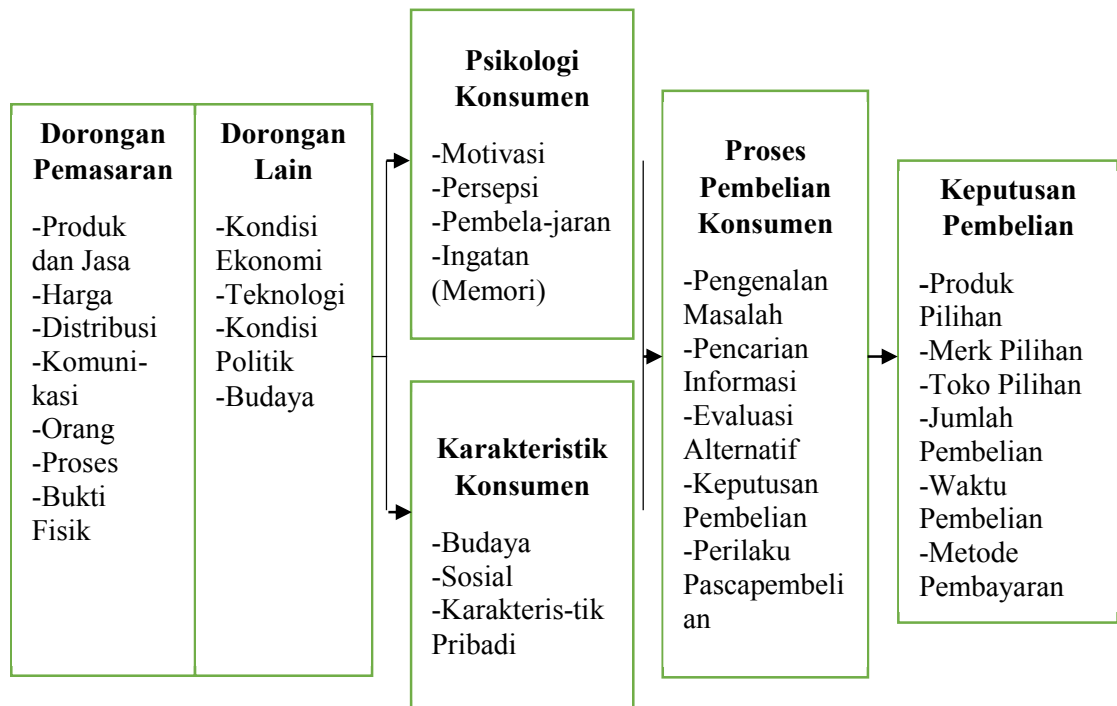 Dorongan
Pemasaran
-Produk
dan Jasa
-Harga
-Distribusi
-Komuni-
kasi
-Orang
-Proses
-Bukti
Fisik
Dorongan
Lain
-Kondisi
Ekonomi
-Teknologi
-Kondisi
Politik
-Budaya
Psikologi
Konsumen
-Motivasi
-Persepsi
-Pembela-jaran
-Ingatan
(Memori)
Karakteristik
Konsumen
-Budaya
-Sosial
-Karakteris-tik
Pribadi
Proses
Pembelian
Konsumen
-Pengenalan
Masalah
-Pencarian
Informasi
-Evaluasi
Alternatif
-Keputusan
Pembelian
-Perilaku
Pascapembeli
an
Keputusan
Pembelian
-Produk
Pilihan
-Merk Pilihan
-Toko Pilihan
-Jumlah
Pembelian
-Waktu
Pembelian
-Metode
Pembayaran